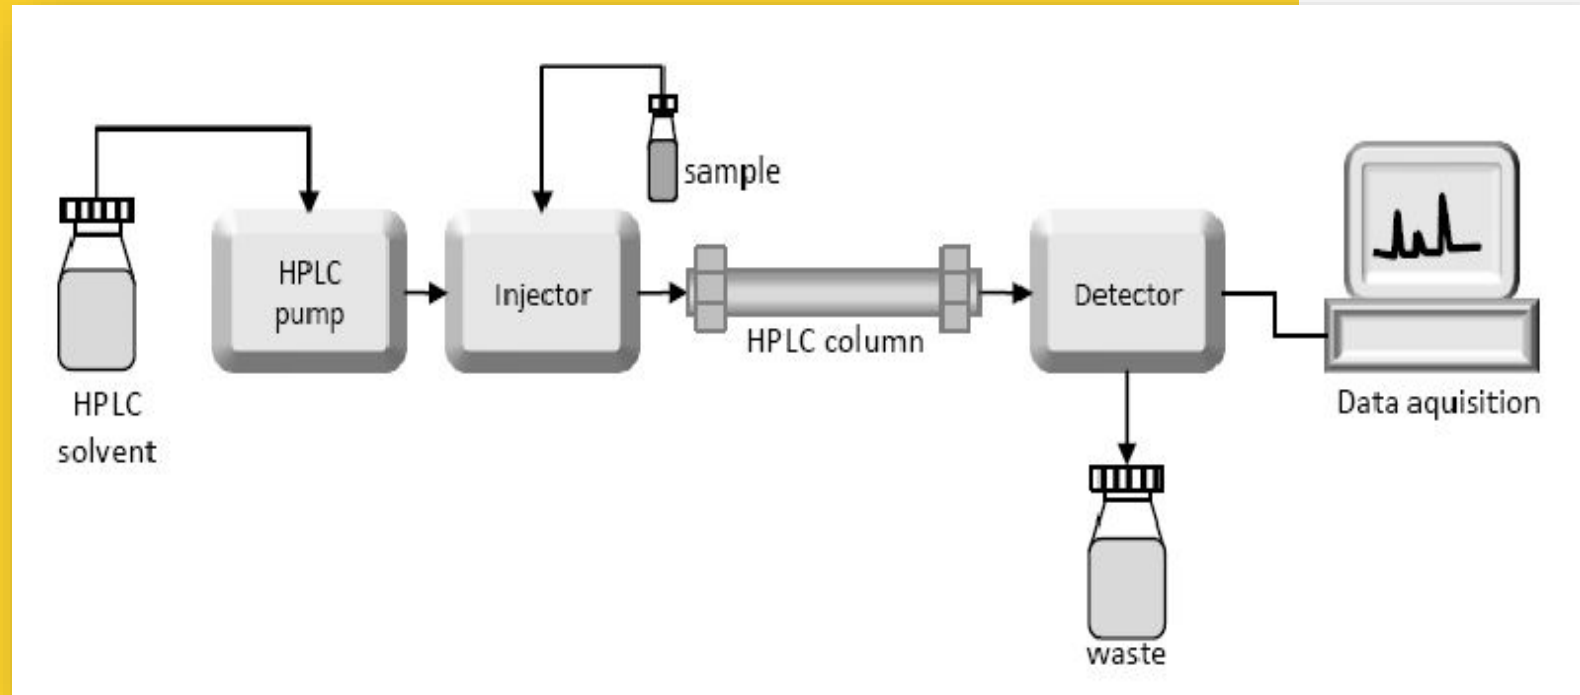 sample
HPLC
pump
Injector
Detector
HPLC column
HPLC
solvent
Data aquisition
waste